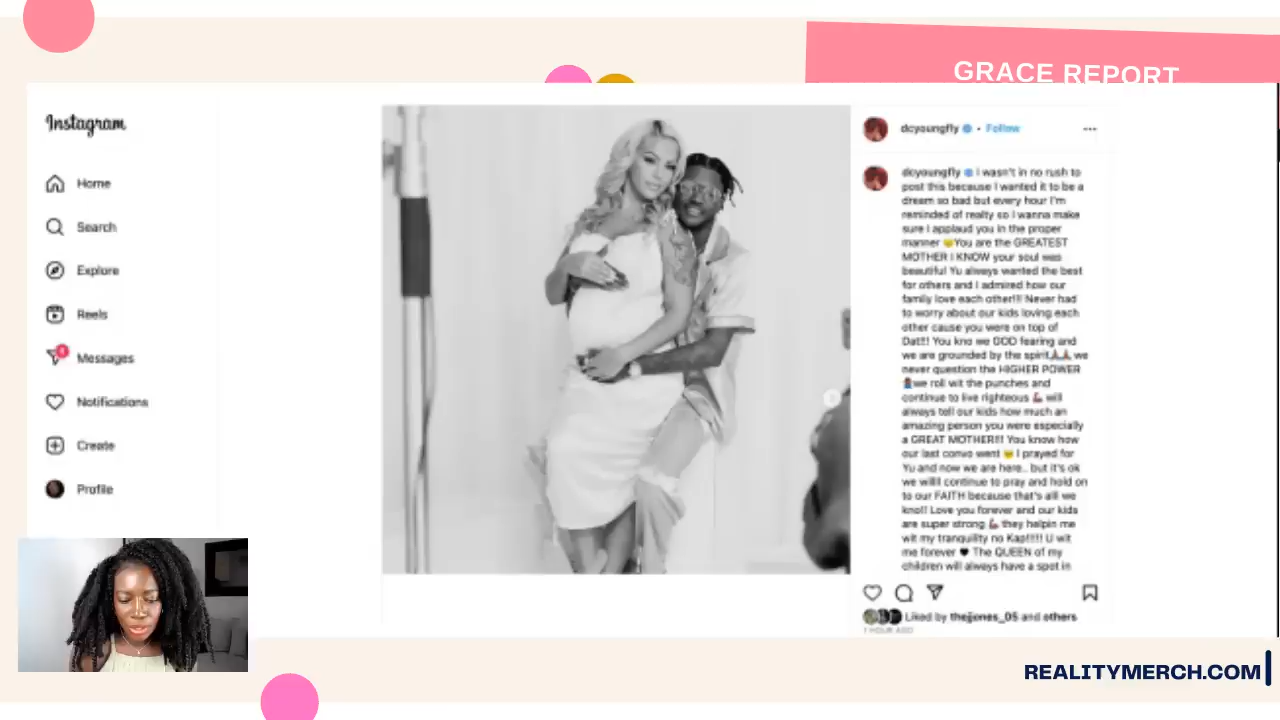 GRACE REPORT
Instagram
Home
Search
Explore
Reels
Messages
Notifications
Create
Profile
dcyoungfly • Follow
dcyoungfly I wasn't in no rush to
post this because I wanted it to be a
dream so bad but every hour I'm
reminded of realty so I wanna make
sure I applaud you in the proper
manner You are the GREATEST
MOTHER I KNOW your soul was
beautiful Yu always wanted the best
for others and I admired how our
family love each other!!! Never had
to worry about our kids loving each
other cause you were on top of
Dat!!! You kno we GOD fearing and
we are grounded by the spirit🙏🏾🙏🏾 we
never question the HIGHER POWER
we roll wit the punches and
continue to live righteous 💪🏾 will
always tell our kids how much an
amazing person you were especially
a GREAT MOTHER!!! You know how
our last convo went I prayed for
Yu and now we are here.. but it's ok
we willl continue to pray and hold on
to our FAITH because that's alll we
kno!! Love you forever and our kids
are super strong 💪🏾 they helpin me
wit my tranquility no Kap!!!!! U wit
me forever 🖤 The QUEEN of my
children will always have a spot in
Liked by thejjones_05 and others
1 HOUR AGO
REALITYMERCH.COM